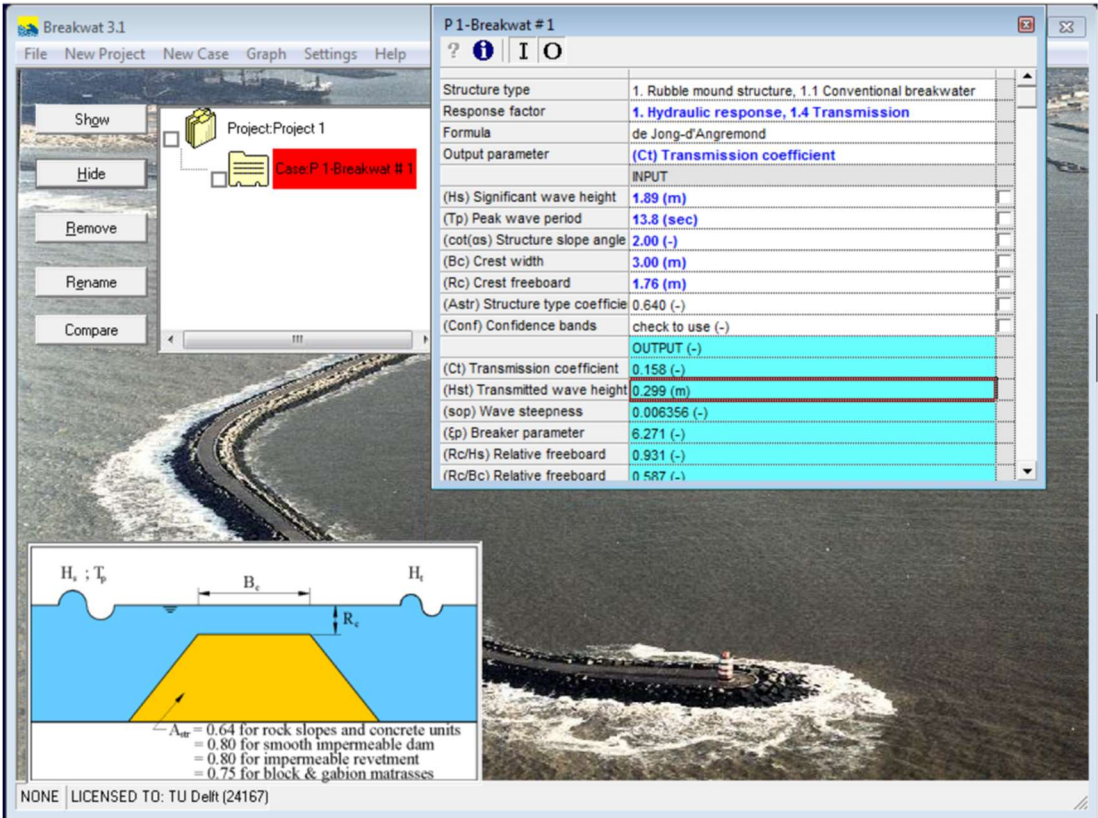 Breakwat 3.1
File New Project New Case Graph Settings Help
Show
Hide
Remove
Rename
Compare
Project:Project 1
Case:P 1-Breakwat # 1
P 1-Breakwat # 1
? i I O
Structure type 1. Rubble mound structure, 1.1 Conventional breakwater
Response factor 1. Hydraulic response, 1.4 Transmission
Formula de Jong-d'Angremond
Output parameter (Ct) Transmission coefficient
INPUT
(Hs) Significant wave height 1.89 (m)
(Tp) Peak wave period 13.8 (sec)
(cot(αs) Structure slope angle 2.00 (-)
(Bc) Crest width 3.00 (m)
(Rc) Crest freeboard 1.76 (m)
(Astr) Structure type coefficie 0.640 (-)
(Conf) Confidence bands check to use (-)
OUTPUT (-)
(Ct) Transmission coefficient 0.158 (-)
(Hst) Transmitted wave height 0.299 (m)
(sop) Wave steepness 0.006356 (-)
(ξp) Breaker parameter 6.271 (-)
(Rc/Hs) Relative freeboard 0.931 (-)
(Rc/Bc) Relative freeboard 0.587 (-)
Hs ; Tp Bc Ht
Rc
Astr = 0.64 for rock slopes and concrete units
= 0.80 for smooth impermeable dam
= 0.80 for impermeable revetment
= 0.75 for block & gabion matrasses
NONE LICENSED TO: TU Delft (24167)